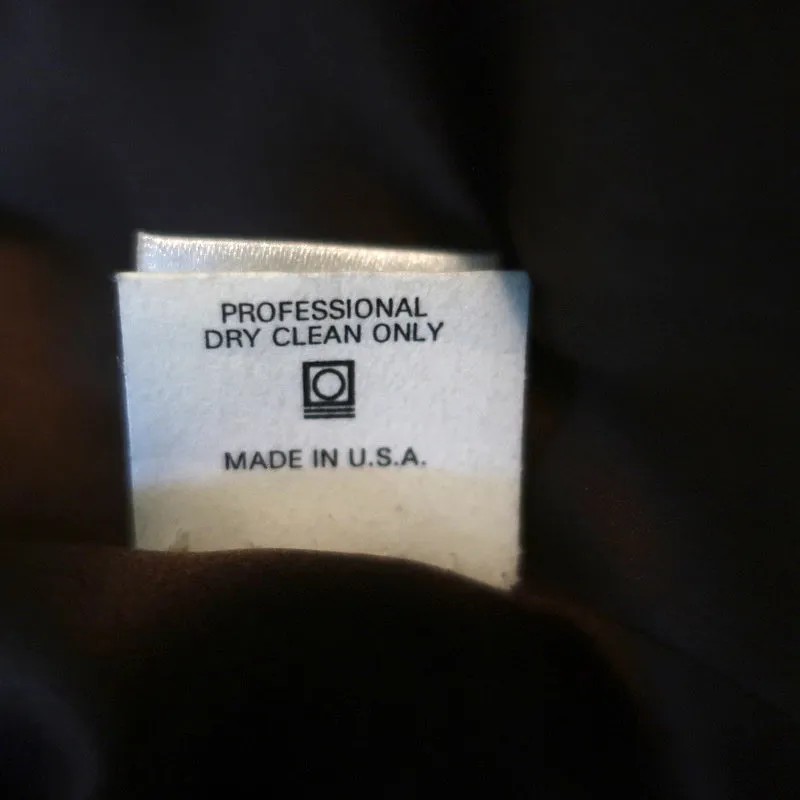 PROFESSIONAL
DRY CLEAN ONLY
MADE IN U.S.A.